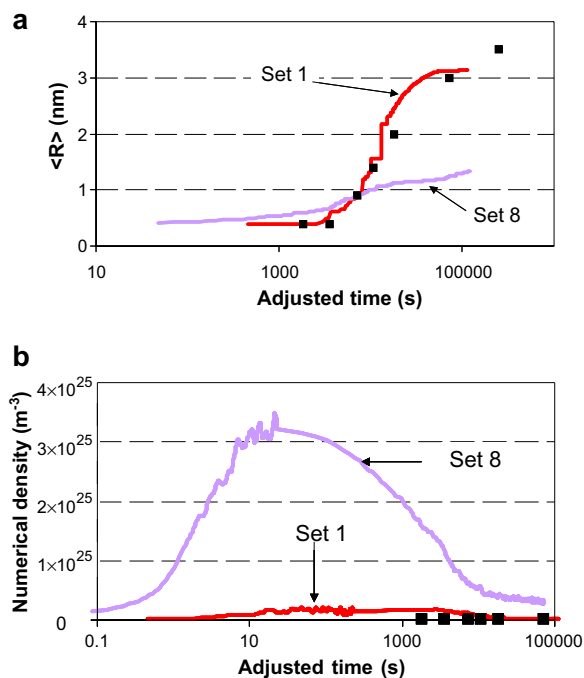 a
4
3
2
1
0
<R> (nm)
Set 1
Set 8
10
1000
100000
Adjusted time (s)
b
4×10²⁵
3×10²⁵
2×10²⁵
1×10²⁵
0
Numerical density (m⁻³)
Set 8
Set 1
0.1
10
1000
100000
Adjusted time (s)